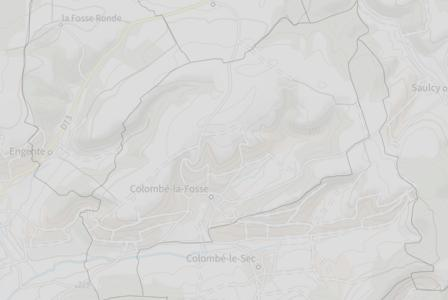 la Fosse Ronde
Saulcy
D13
Engente
Colombé-la-Fosse
Colombé-le-Sec